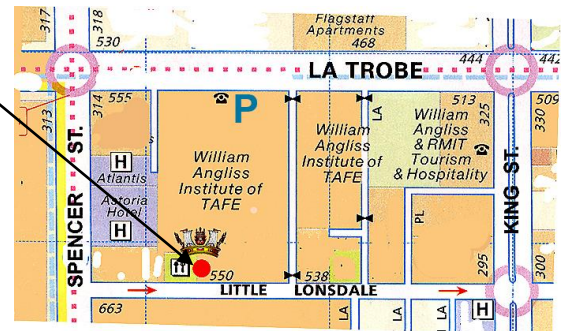 317
318
530
Flagstaff
Apartments
468
444
442
LA TROBE
313
314
555
P
LA
513
325
509
330
William
Angliss
Institute of
TAFE
William
Angliss
Institute of
TAFE
William
Angliss
& RMIT
Tourism
& Hospitality
H
Atlantis
Astoria
Hotel
H
SPENCER ST.
KING ST.
PL
295
300
550
538
LITTLE LONSDALE
663
LA
LA
LA
H